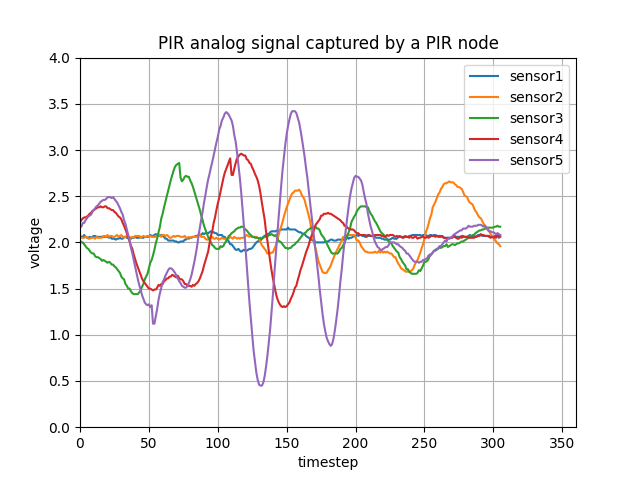 PIR analog signal captured by a PIR node
4.0
3.5
3.0
2.5
2.0
1.5
1.0
0.5
0.0
voltage
sensor1
sensor2
sensor3
sensor4
sensor5
0 50 100 150 200 250 300 350
timestep